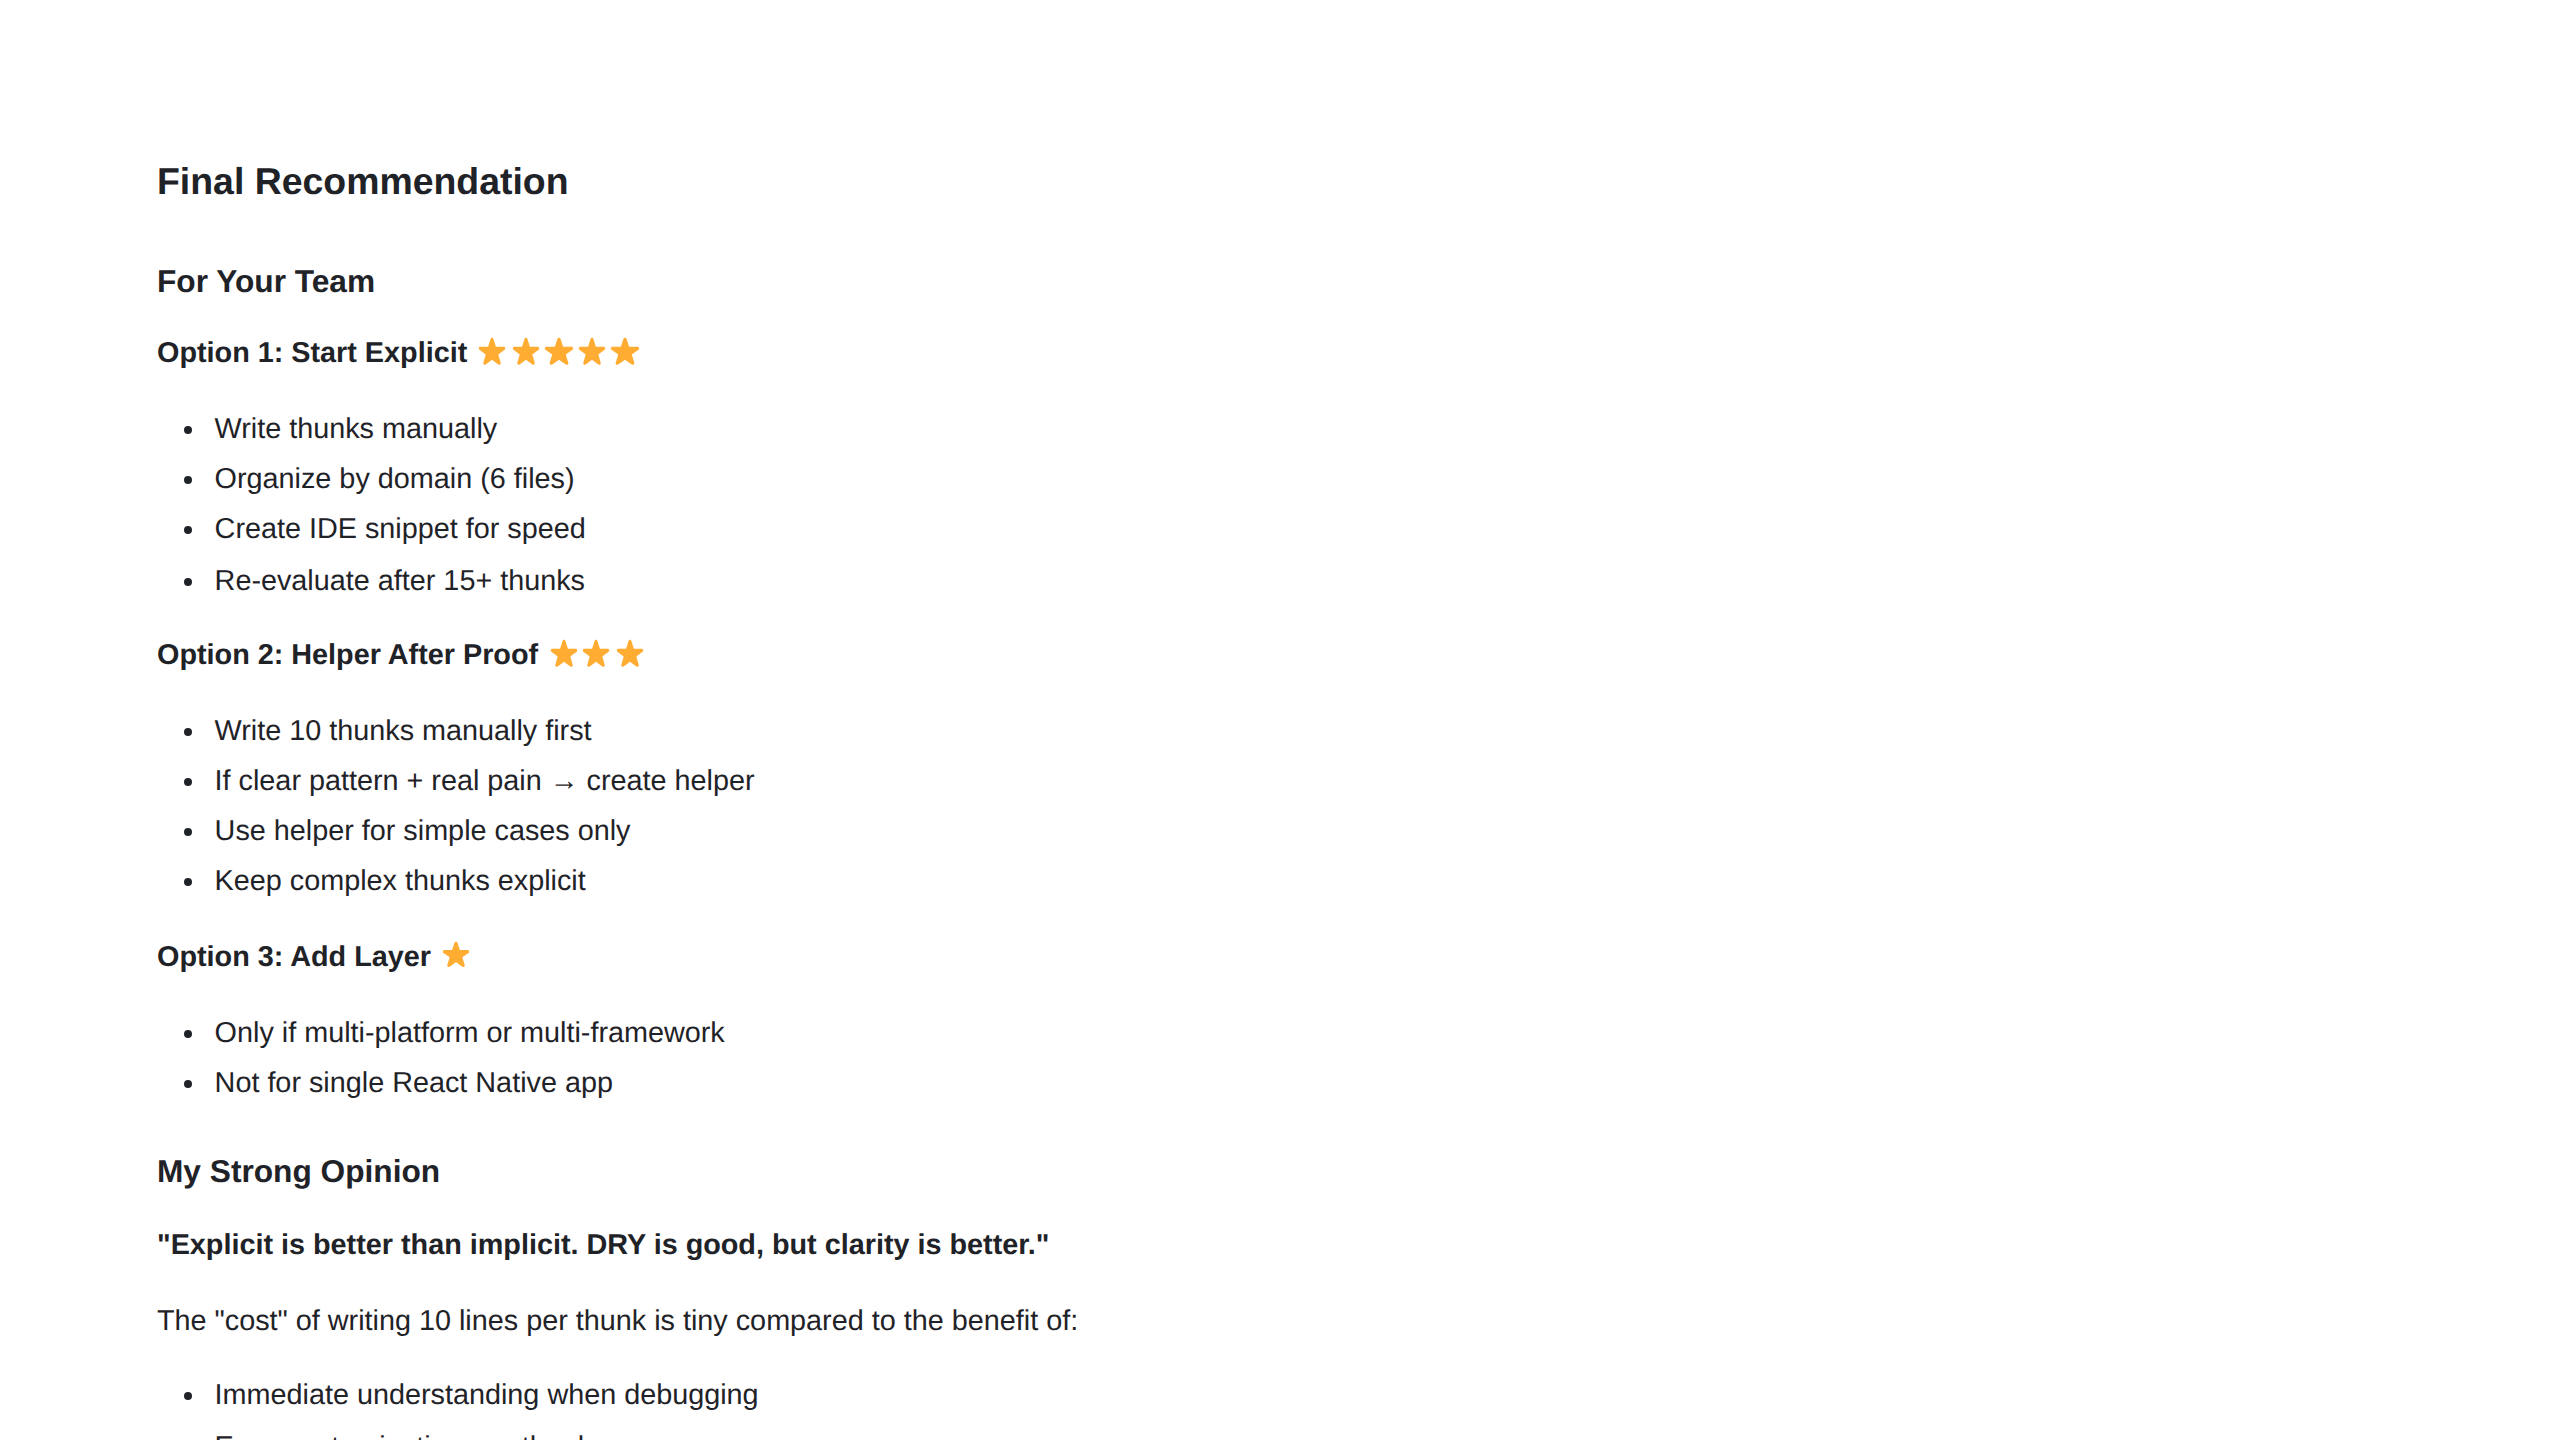 Final Recommendation
For Your Team
Option 1: Start Explicit ⭐⭐⭐⭐⭐
• Write thunks manually
• Organize by domain (6 files)
• Create IDE snippet for speed
• Re-evaluate after 15+ thunks
Option 2: Helper After Proof ⭐⭐⭐
• Write 10 thunks manually first
• If clear pattern + real pain → create helper
• Use helper for simple cases only
• Keep complex thunks explicit
Option 3: Add Layer ⭐
• Only if multi-platform or multi-framework
• Not for single React Native app
My Strong Opinion
"Explicit is better than implicit. DRY is good, but clarity is better."
The "cost" of writing 10 lines per thunk is tiny compared to the benefit of:
• Immediate understanding when debugging